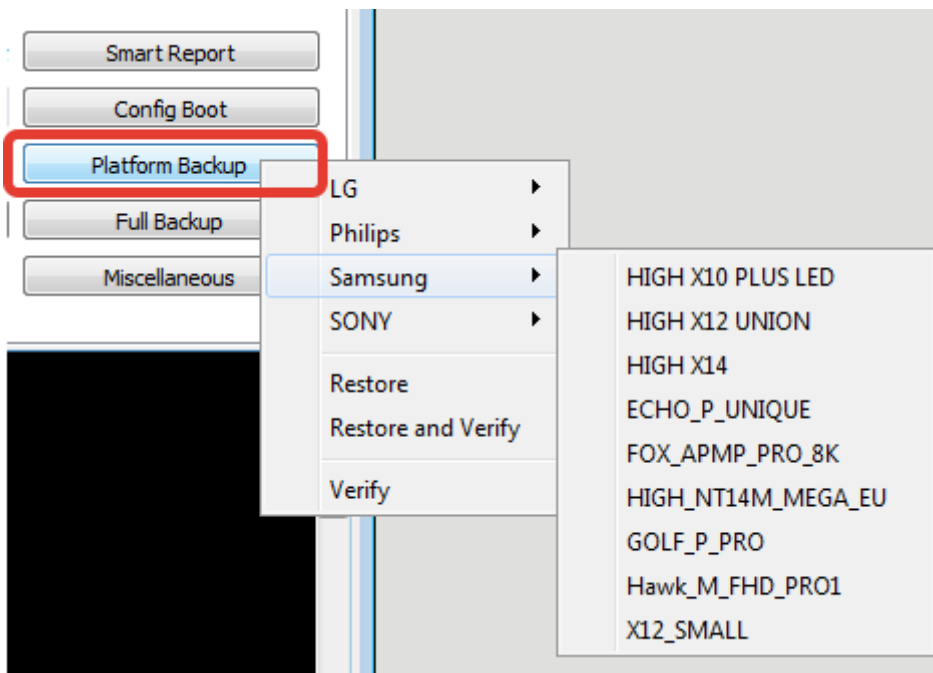 Smart Report
Config Boot
Platform Backup
Full Backup
Miscellaneous
LG
Philips
Samsung
SONY
Restore
Restore and Verify
Verify
HIGH X10 PLUS LED
HIGH X12 UNION
HIGH X14
ECHO_P_UNIQUE
FOX_APMP_PRO_8K
HIGH_NT14M_MEGA_EU
GOLF_P_PRO
Hawk_M_FHD_PRO1
X12_SMALL